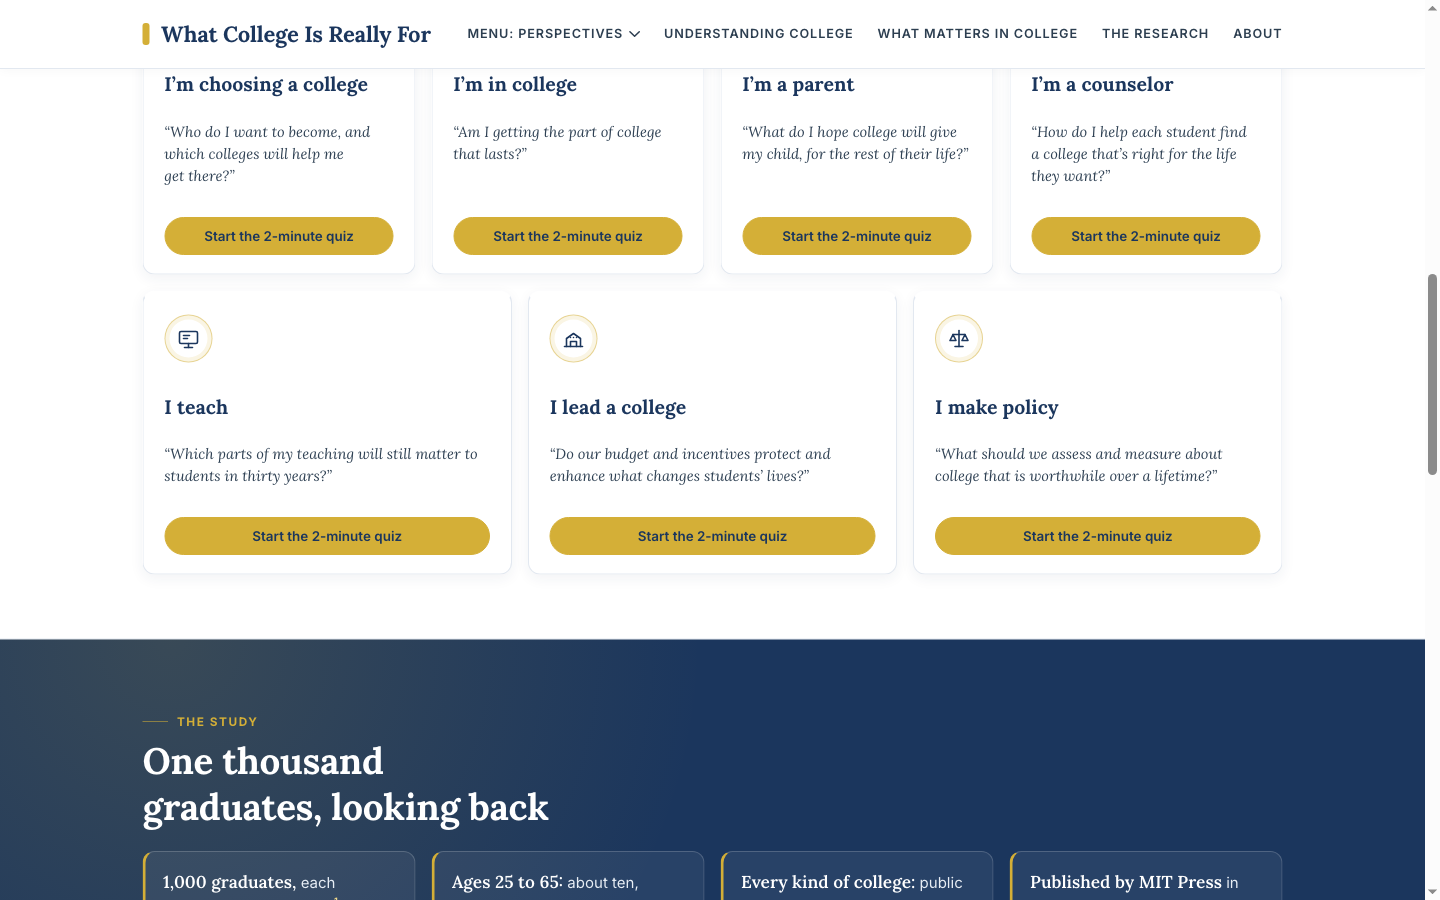 What College Is Really For
MENU: PERSPECTIVES
UNDERSTANDING COLLEGE
WHAT MATTERS IN COLLEGE
THE RESEARCH
ABOUT
I’m choosing a college
“Who do I want to become, and
which colleges will help me
get there?”
Start the 2-minute quiz
I’m in college
“Am I getting the part of college
that lasts?”
Start the 2-minute quiz
I’m a parent
“What do I hope college will give
my child, for the rest of their life?”
Start the 2-minute quiz
I’m a counselor
“How do I help each student find
a college that’s right for the life
they want?”
Start the 2-minute quiz
I teach
“Which parts of my teaching will still matter to
students in thirty years?”
Start the 2-minute quiz
I lead a college
“Do our budget and incentives protect and
enhance what changes students’ lives?”
Start the 2-minute quiz
I make policy
“What should we assess and measure about
college that is worthwhile over a lifetime?”
Start the 2-minute quiz
THE STUDY
One thousand
graduates, looking back
1,000 graduates, each
Ages 25 to 65: about ten,
Every kind of college: public
Published by MIT Press in